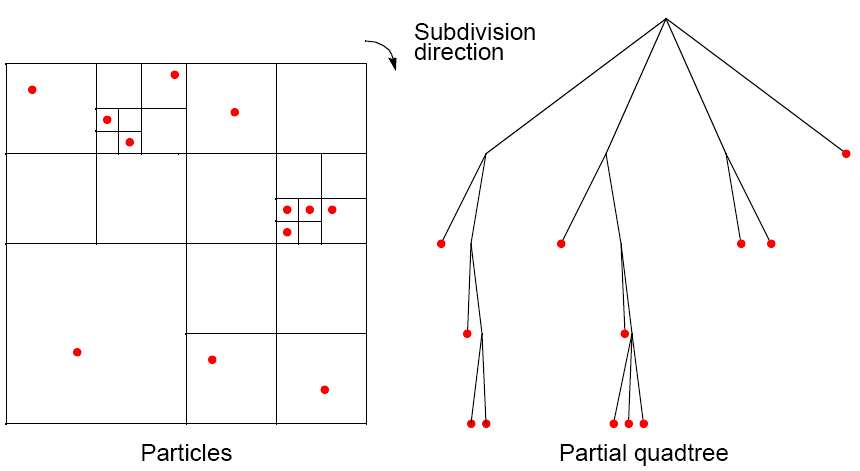 Subdivision
direction
Particles
Partial quadtree